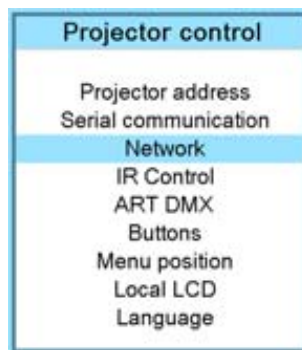 Projector control
Projector address
Serial communication
Network
IR Control
ART DMX
Buttons
Menu position
Local LCD
Language